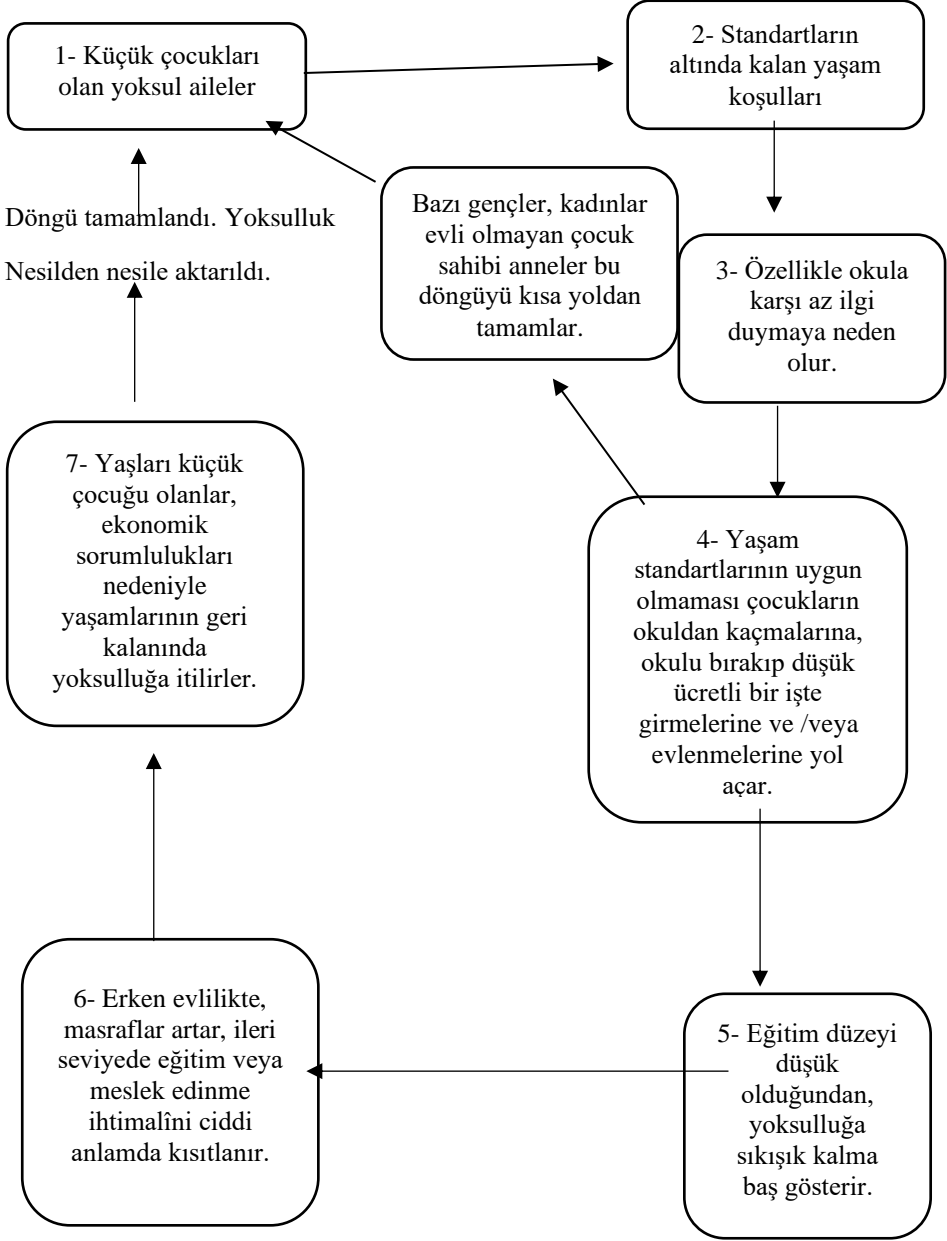 1- Küçük çocukları
olan yoksul aileler
2- Standartların
altında kalan yaşam
koşulları
Bazı gençler, kadınlar
evli olmayan çocuk
sahibi anneler bu
döngüyü kısa yoldan
tamamlar.
3- Özellikle okula
karşı az ilgi
duymaya neden
olur.
Döngü tamamlandı. Yoksulluk
Nesilden nesile aktarıldı.
7- Yaşları küçük
çocuğu olanlar,
ekonomik
sorumlulukları
nedeniyle
yaşamlarının geri
kalanında
yoksulluğa itilirler.
4- Yaşam
standartlarının uygun
olmaması çocukların
okuldan kaçmalarına,
okulu bırakıp düşük
ücretli bir işte
girmelerine ve /veya
evlenmelerine yol
açar.
6- Erken evlilikte,
masraflar artar, ileri
seviyede eğitim veya
meslek edinme
ihtimalîni ciddi
anlamda kısıtlanır.
5- Eğitim düzeyi
düşük
olduğundan,
yoksulluğa
sıkışık kalma
baş gösterir.